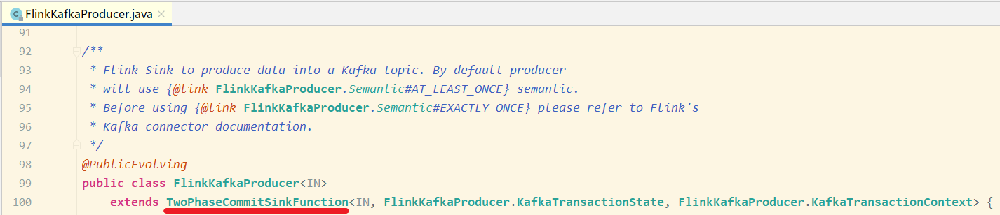 FlinkKafkaProducer.java
91
92 /**
93 * Flink Sink to produce data into a Kafka topic. By default producer
94 * will use {@link FlinkKafkaProducer.Semantic#AT_LEAST_ONCE} semantic.
95 * Before using {@link FlinkKafkaProducer.Semantic#EXACTLY_ONCE} please refer to Flink's
96 * Kafka connector documentation.
97 */
98 @PublicEvolving
99 public class FlinkKafkaProducer<IN>
100 extends TwoPhaseCommitSinkFunction<IN, FlinkKafkaProducer.KafkaTransactionState, FlinkKafkaProducer.KafkaTransactionContext> {